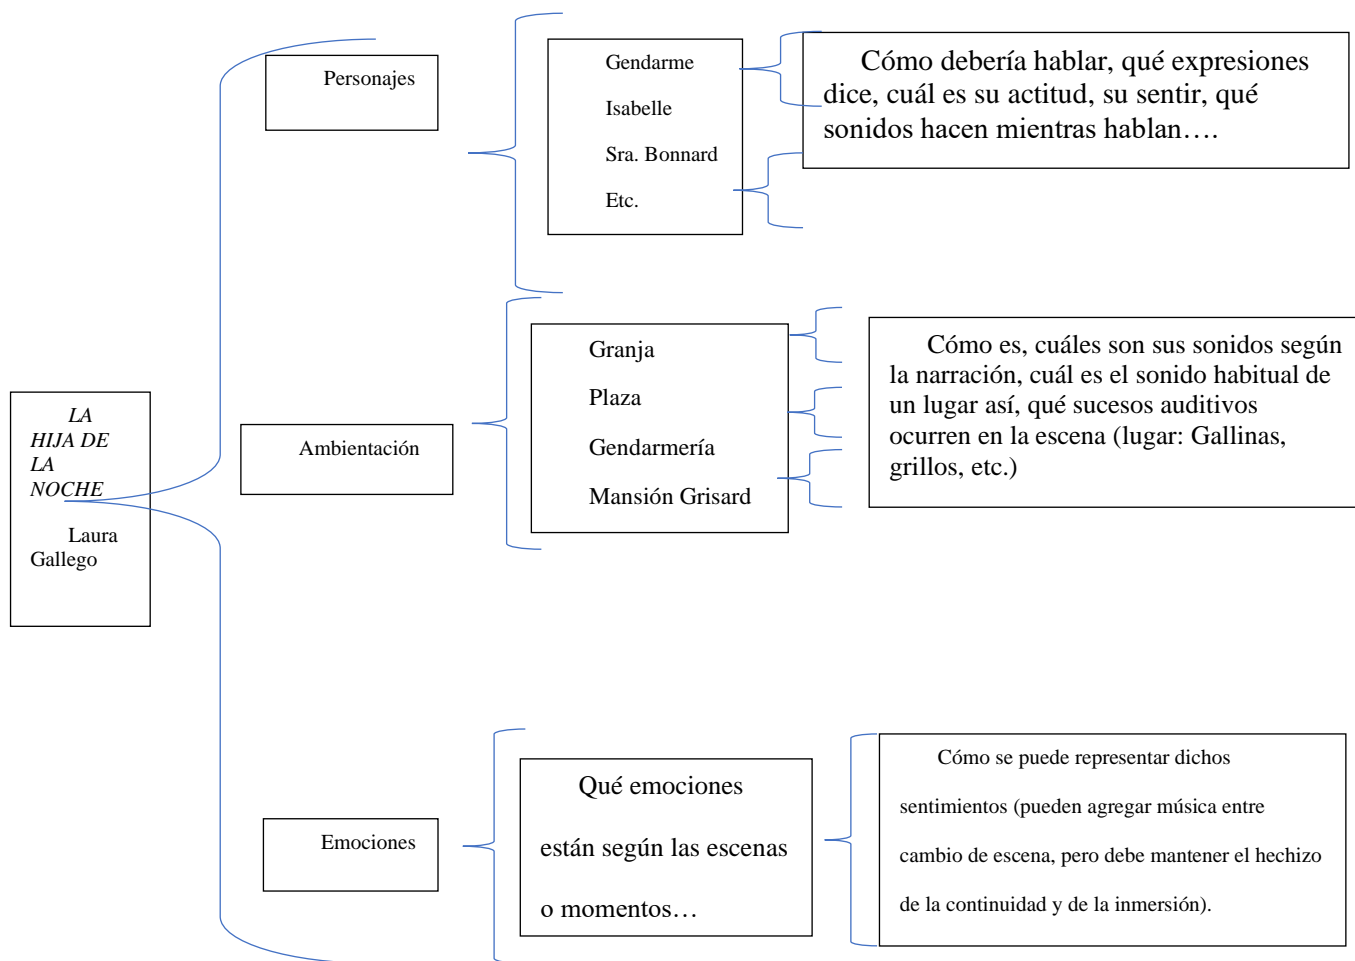 LA
HIJA DE
LA
NOCHE
Laura
Gallego
Personajes
Gendarme
Isabelle
Sra. Bonnard
Etc.
Cómo debería hablar, qué expresiones
dice, cuál es su actitud, su sentir, qué
sonidos hacen mientras hablan….
Ambientación
Granja
Plaza
Gendarmería
Mansión Grisard
Cómo es, cuáles son sus sonidos según
la narración, cuál es el sonido habitual de
un lugar así, qué sucesos auditivos
ocurren en la escena (lugar: Gallinas,
grillos, etc.)
Emociones
Qué emociones
están según las escenas
o momentos…
Cómo se puede representar dichos
sentimientos (pueden agregar música entre
cambio de escena, pero debe mantener el hechizo
de la continuidad y de la inmersión).